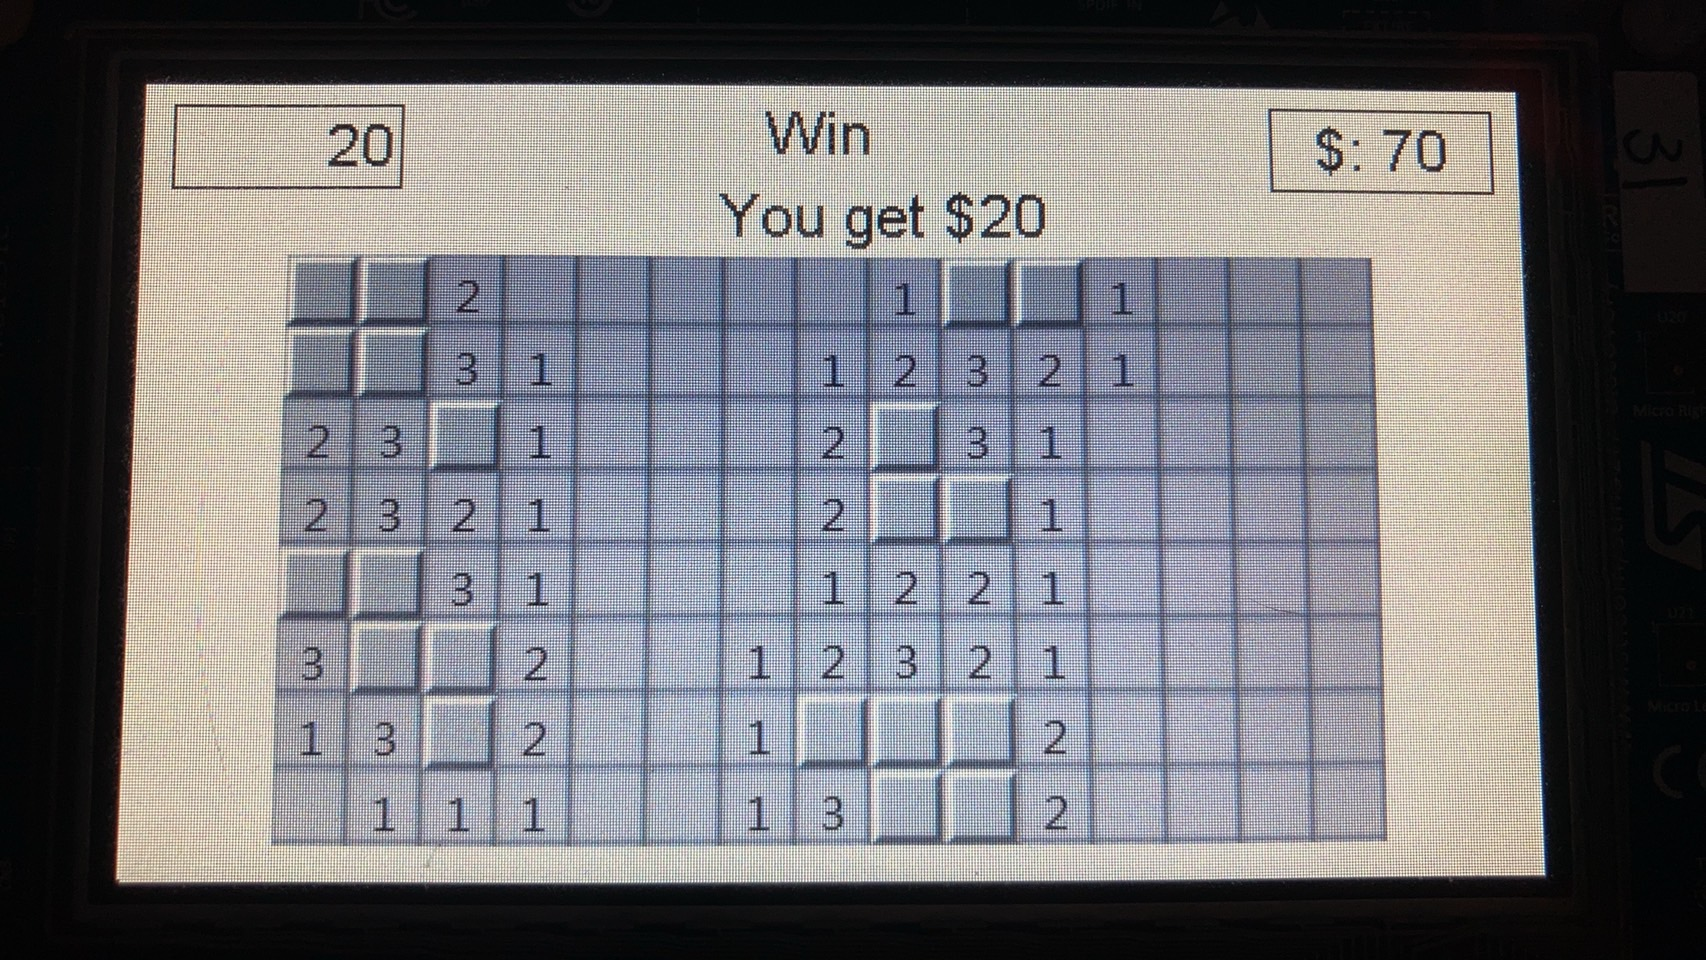 20 Win $: 70
You get $20
2 1 1
3 1 1 2 3 2 1
2 3 1 2 3 1
2 3 2 1 2 1
3 1 1 2 2 1
3 2 1 2 3 2 1
1 3 2 1 2
1 1 1 1 3 2
31